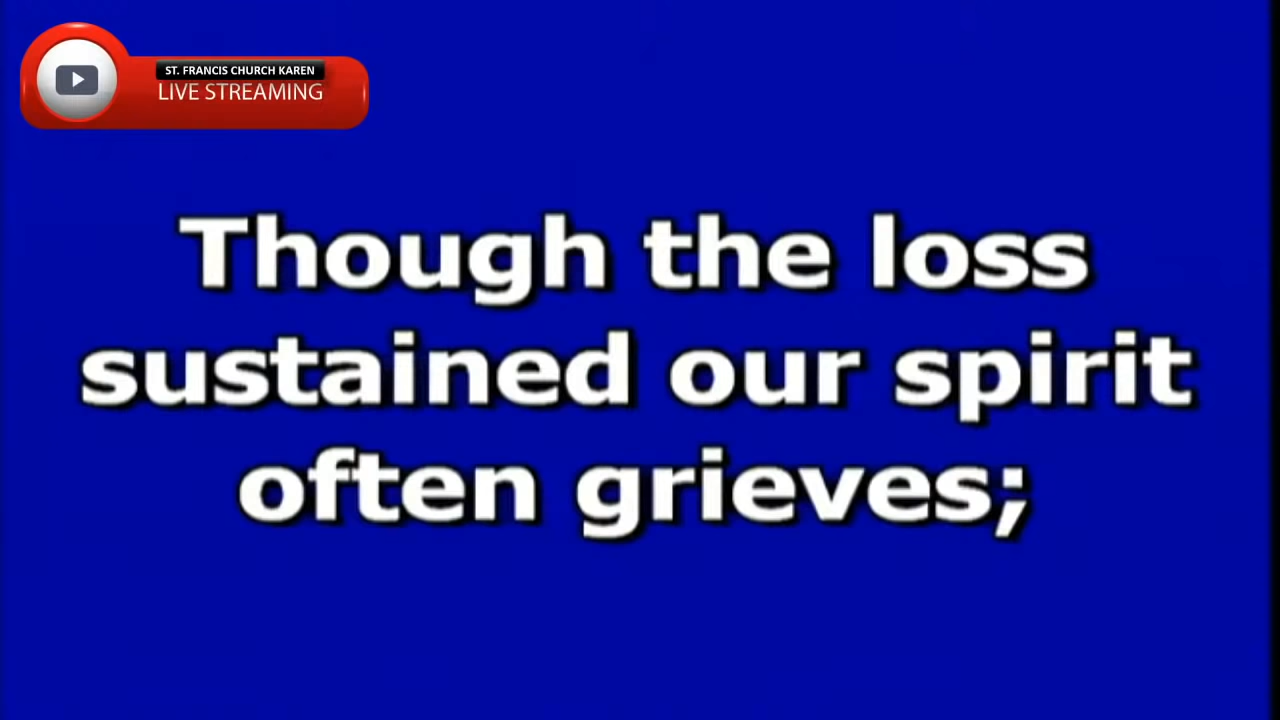 ST. FRANCIS CHURCH KAREN
LIVE STREAMING
Though the loss
sustained our spirit
often grieves;